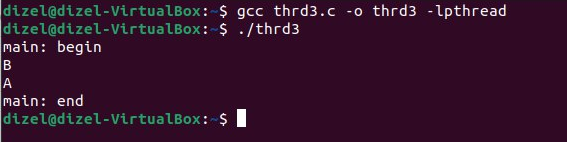 dizel@dizel-VirtualBox:~$ gcc thrd3.c -o thrd3 -lpthread
dizel@dizel-VirtualBox:~$ ./thrd3
main: begin
B
A
main: end
dizel@dizel-VirtualBox:~$